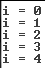 i = 0
i = 1
i = 2
i = 3
i = 4